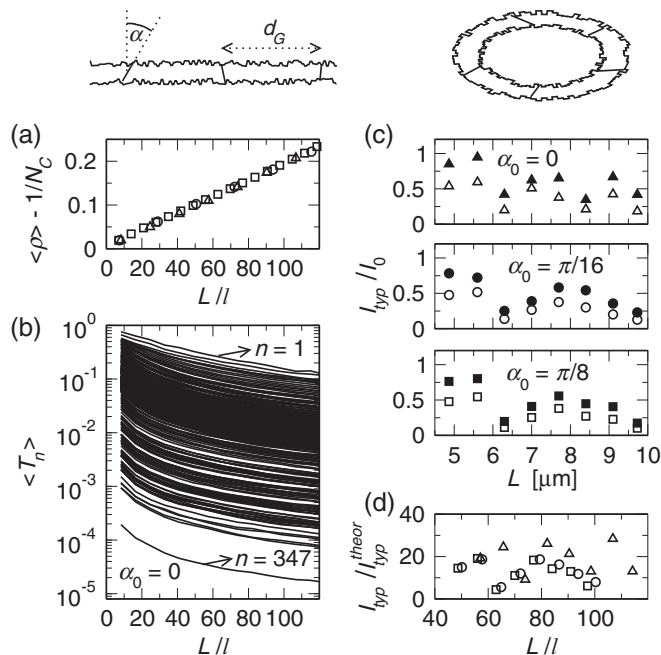 α
d_G
(a)
<ρ> - 1/N_C
0.2
0.1
0
0 20 40 60 80 100
L/l
(b)
<T_n>
10^0
10^-1
10^-2
10^-3
10^-4
10^-5
n = 1
n = 347
α_0 = 0
0 20 40 60 80 100
L/l
(c)
I_typ/I_0
1
0.5
0
α_0 = 0
1
0.5
0
α_0 = π/16
1
0.5
0
α_0 = π/8
5 6 7 8 9 10
L [μm]
(d)
I_typ/I_typ^theor
40
20
0
40 60 80 100 120
L/l